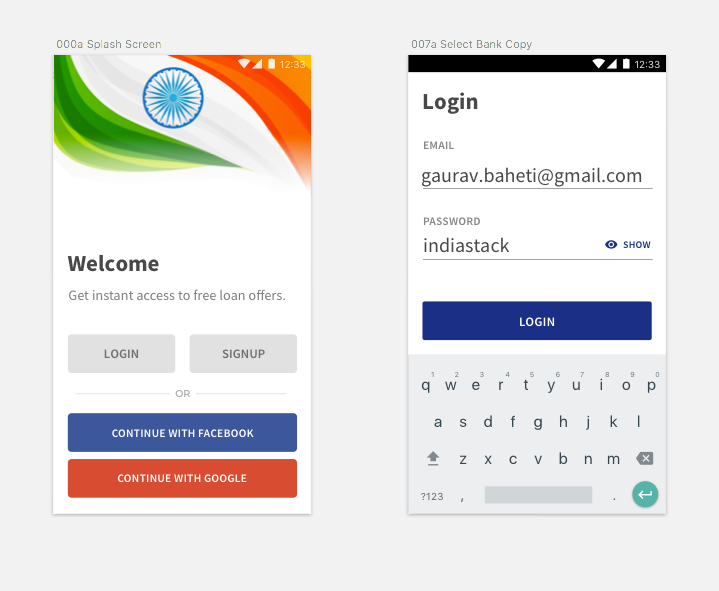 000a Splash Screen
12:33
Welcome
Get instant access to free loan offers.
LOGIN
SIGNUP
OR
CONTINUE WITH FACEBOOK
CONTINUE WITH GOOGLE
007a Select Bank Copy
12:33
Login
EMAIL
gaurav.baheti@gmail.com
PASSWORD
indiastack
SHOW
LOGIN
1 2 3 4 5 6 7 8 9 0
q w e r t y u i o p
a s d f g h j k l
z x c v b n m
?123 , .